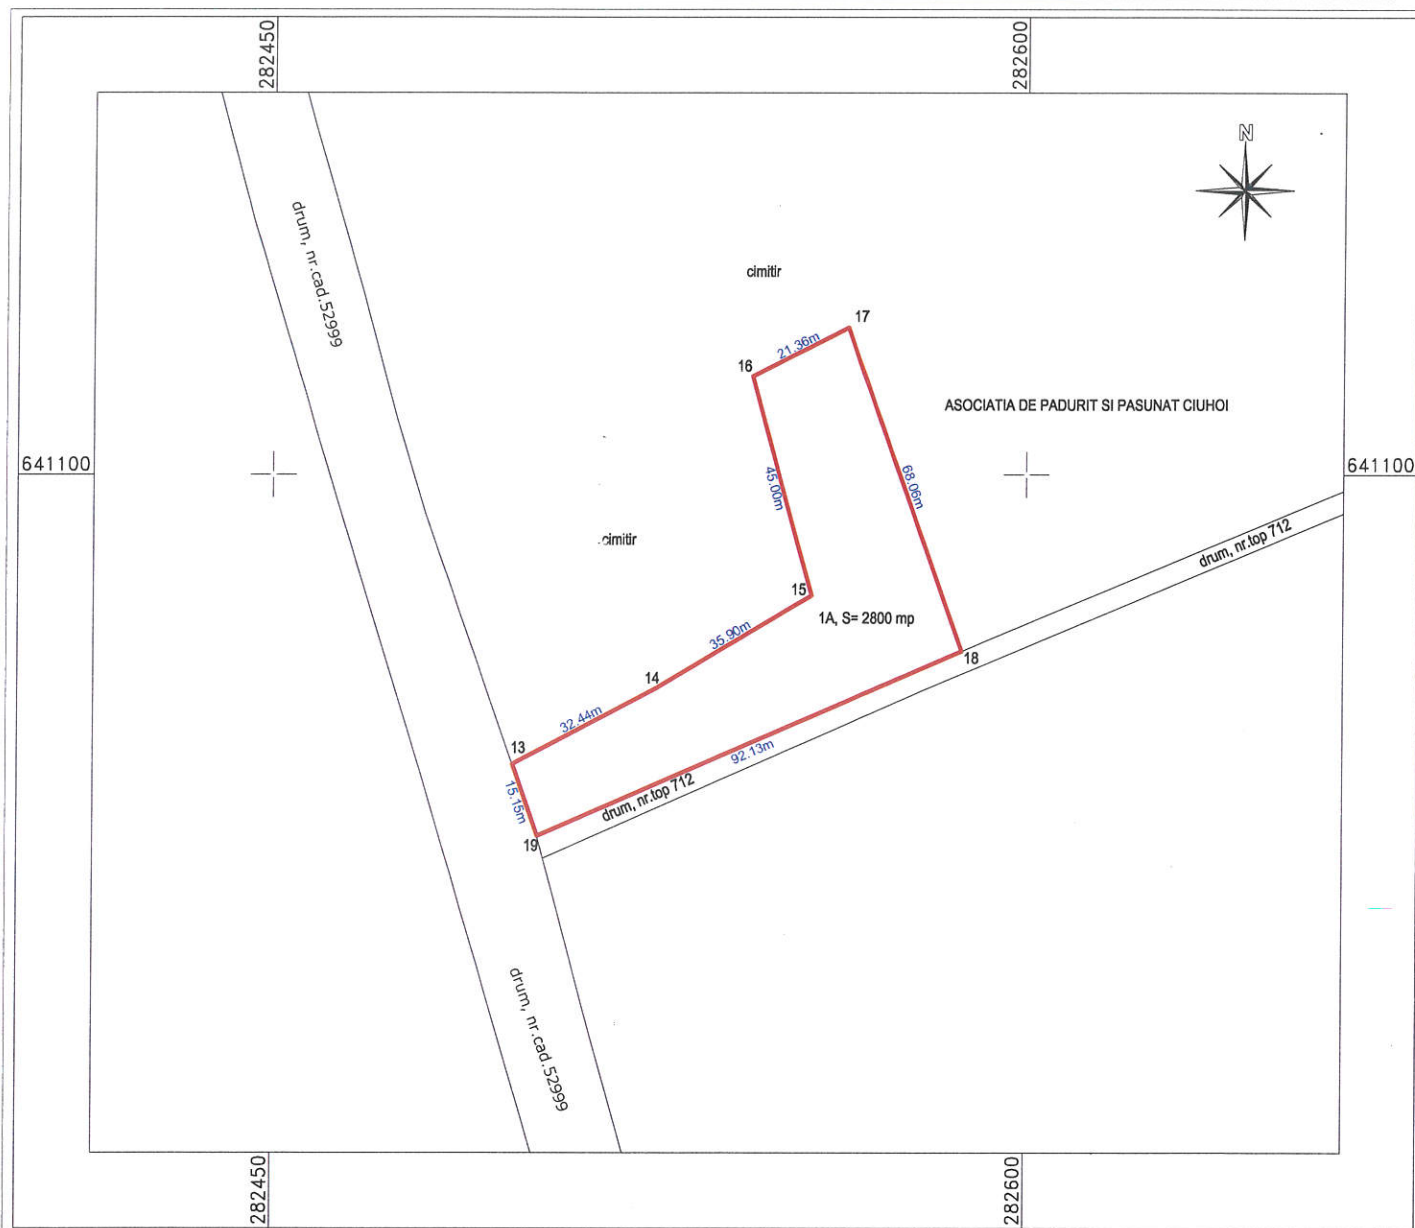 282450
282600
N
drum, nr.cad.52999
cimitir
17
21.36m
16
ASOCIATIA DE PADURIT SI PASUNAT CIUHOI
641100
641100
45.00m
68.06m
drum, nr.top 712
cimitir
15
1A, S= 2800 mp
35.90m
18
14
32.44m
13
92.13m
15.15m
drum, nr.top 712
19
drum, nr.cad.52999
282450
282600